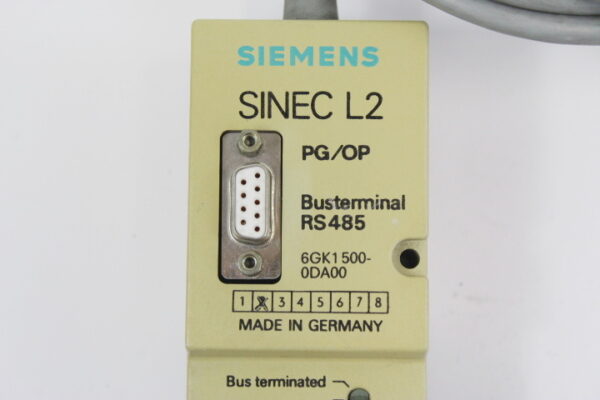 SIEMENS
SINEC L2
PG/OP
Busterminal
RS485
6GK1500-
0DA00
1 2 3 4 5 6 7 8
MADE IN GERMANY
Bus terminated